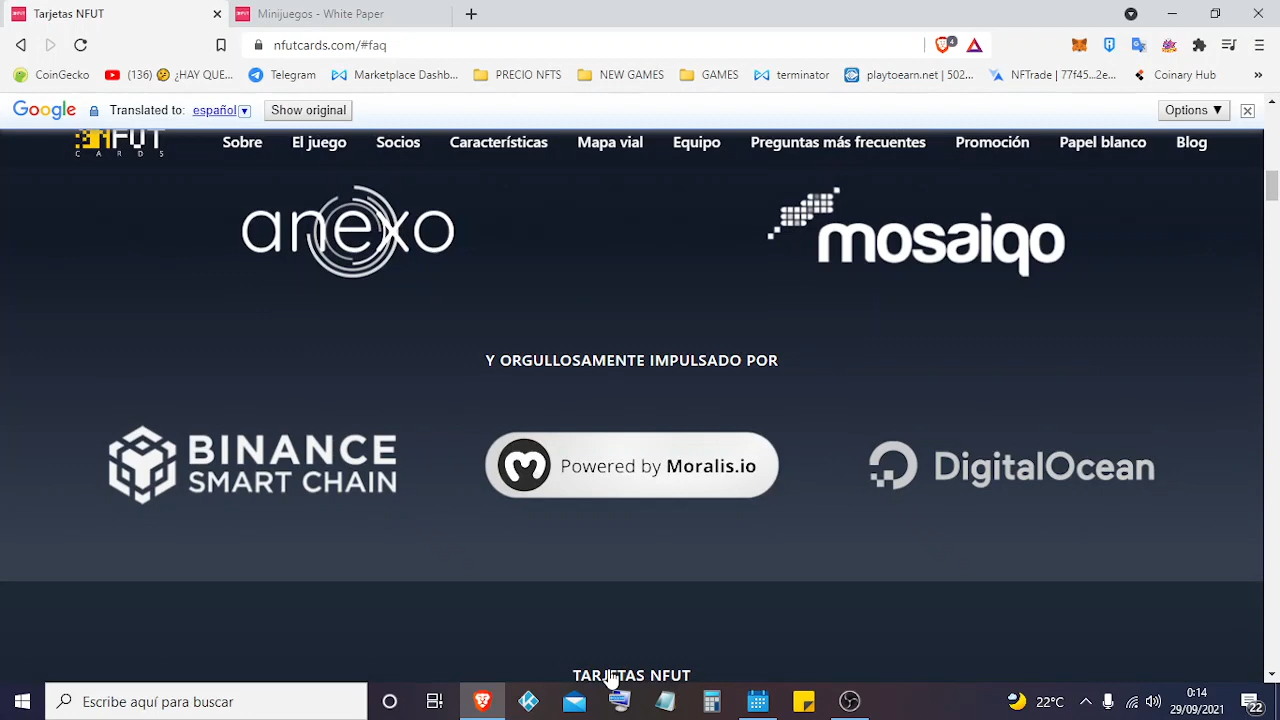 Tarjetas NFUT
Minijuegos - White Paper
nfutcards.com/#faq
4
CoinGecko
(136) ¿HAY QUE...
Telegram
Marketplace Dashb...
PRECIO NFTS
NEW GAMES
GAMES
terminator
playtoearn.net | 502...
NFTrade | 77f45...2e...
Coinary Hub
»
Google
Translated to: español
Show original
Options ▼
NFUT
CARDS
Sobre
El juego
Socios
Características
Mapa vial
Equipo
Preguntas más frecuentes
Promoción
Papel blanco
Blog
anexo
mosaiqo
Y ORGULLOSAMENTE IMPULSADO POR
BINANCE
SMART CHAIN
Powered by Moralis.io
DigitalOcean
TARJETAS NFUT
Escribe aquí para buscar
22°C
0:14
29/09/2021
22